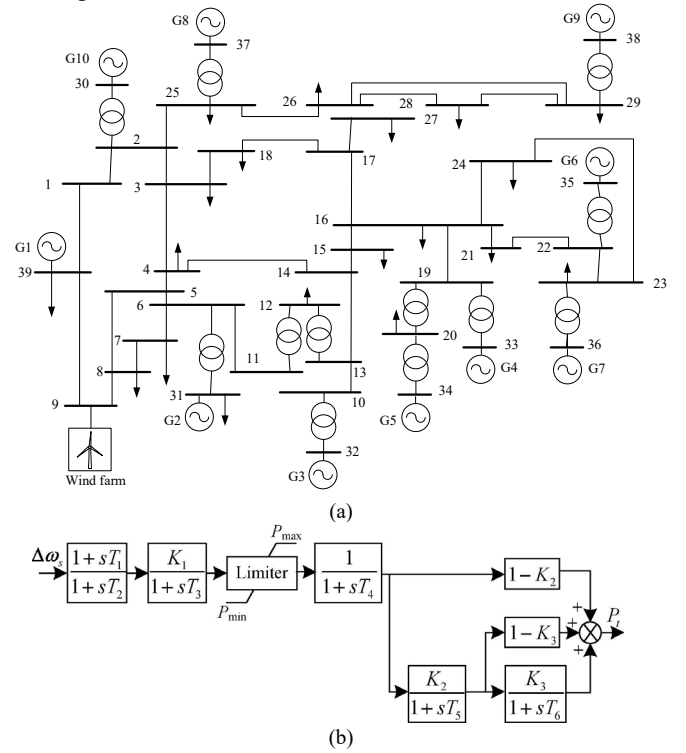 G8
G9
37
38
G10
30
25
26
28
29
27
2
18
17
24
G6
35
1
3
16
G1
15
21
22
39
4
14
19
23
5
6
12
20
33
36
7
11
13
G4
G7
8
31
10
34
9
G2
G5
32
Wind farm
G3
(a)
Δω_s
1+sT_1
1+sT_2
K_1
1+sT_3
P_max
Limiter
P_min
1
1+sT_4
1−K_2
+
+
+
P_t
1−K_3
K_2
1+sT_5
K_3
1+sT_6
(b)